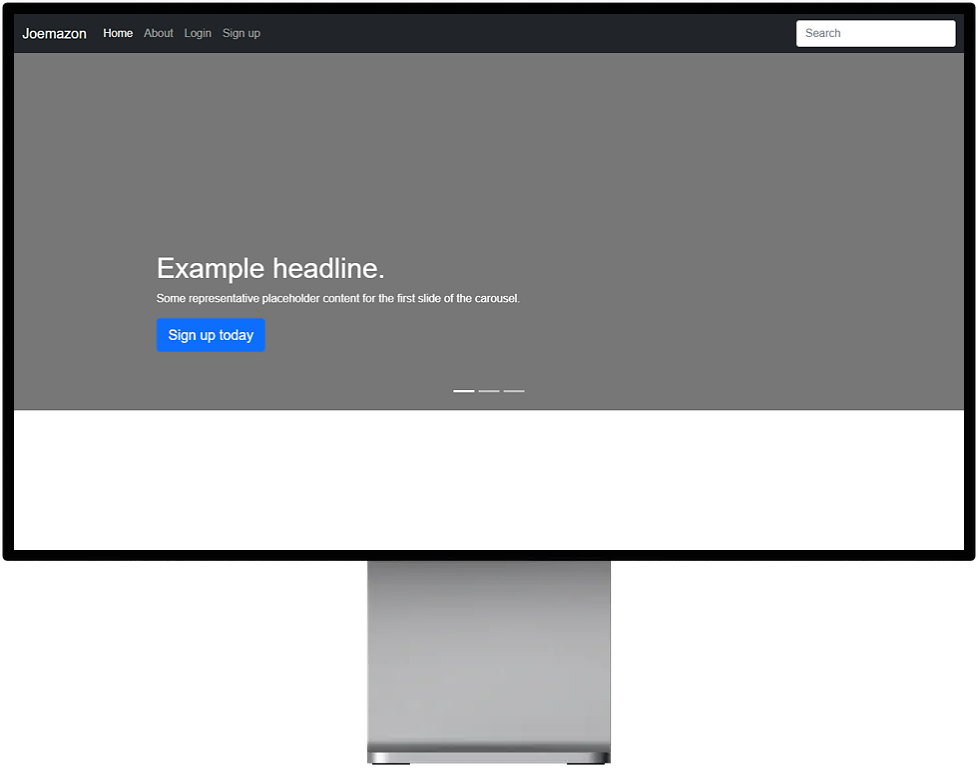 Joemazon Home About Login Sign up Search
Example headline.
Some representative placeholder content for the first slide of the carousel.
Sign up today